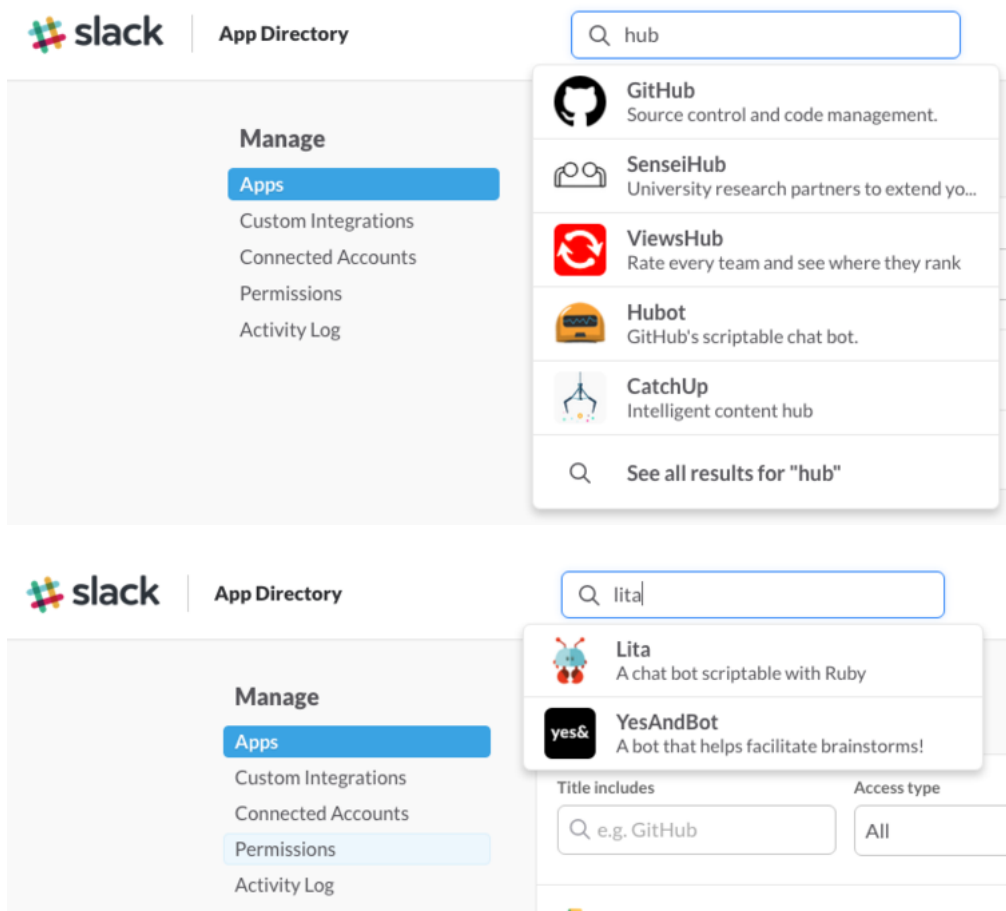 slack App Directory hub
GitHub
Source control and code management.
Manage
SenseiHub
Apps
University research partners to extend yo...
Custom Integrations
ViewsHub
Connected Accounts
Rate every team and see where they rank
Permissions
Hubot
Activity Log
GitHub's scriptable chat bot.
CatchUp
Intelligent content hub
See all results for "hub"
slack App Directory lita
Lita
A chat bot scriptable with Ruby
Manage
yes& YesAndBot
Apps
A bot that helps facilitate brainstorms!
Custom Integrations
Title includes Access type
Connected Accounts
e.g. GitHub All
Permissions
Activity Log